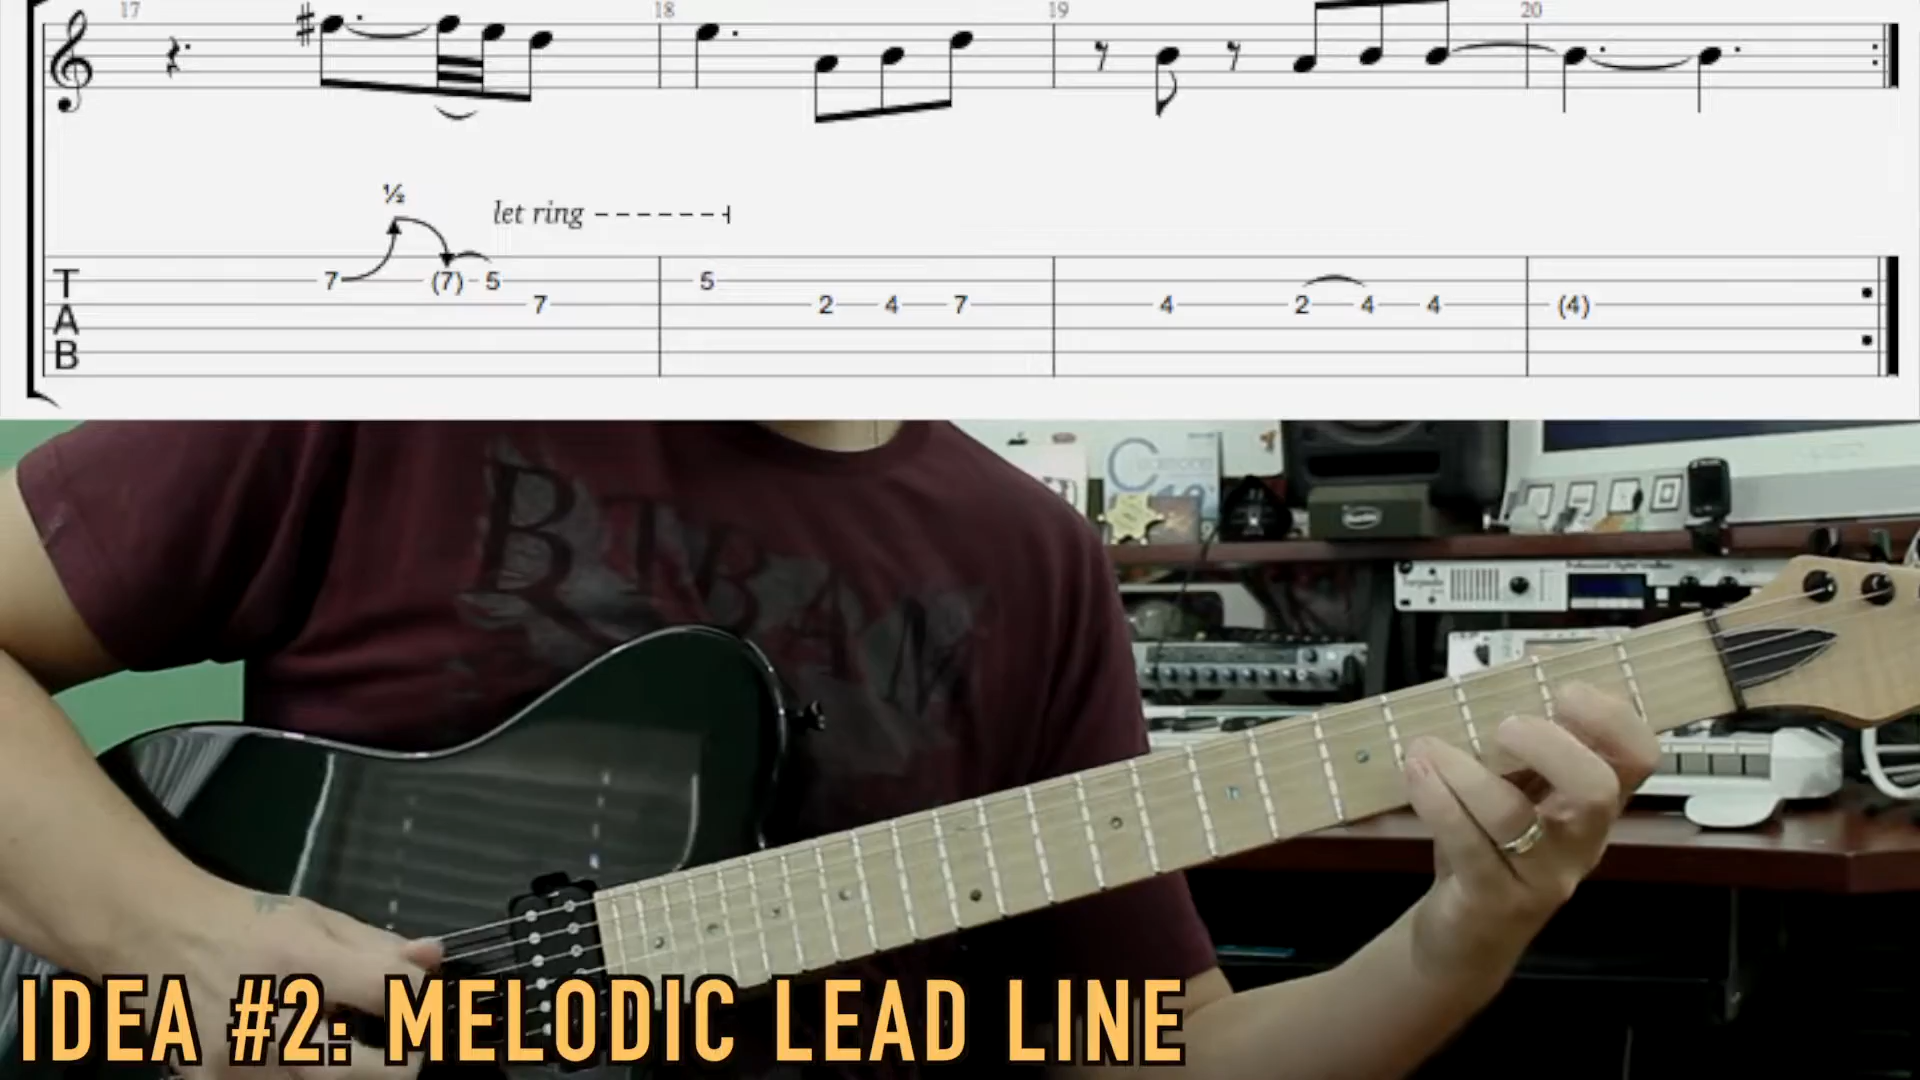 17 18 19 20
½
let ring
T
A
B
7 (7) 5 5
7 2 4 7 4 2 4 4 (4)
BIRBAN
IDEA #2: MELODIC LEAD LINE